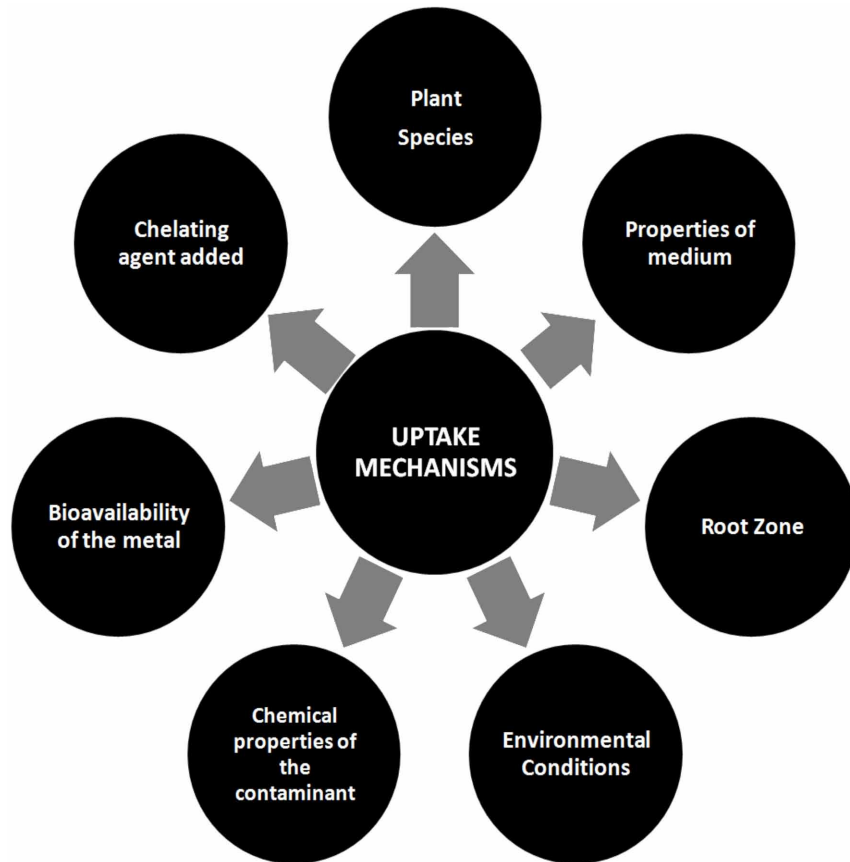 Plant
Species
Chelating
agent added
Properties of
medium
UPTAKE
MECHANISMS
Bioavailability
of the metal
Root Zone
Chemical
properties of
the
contaminant
Environmental
Conditions